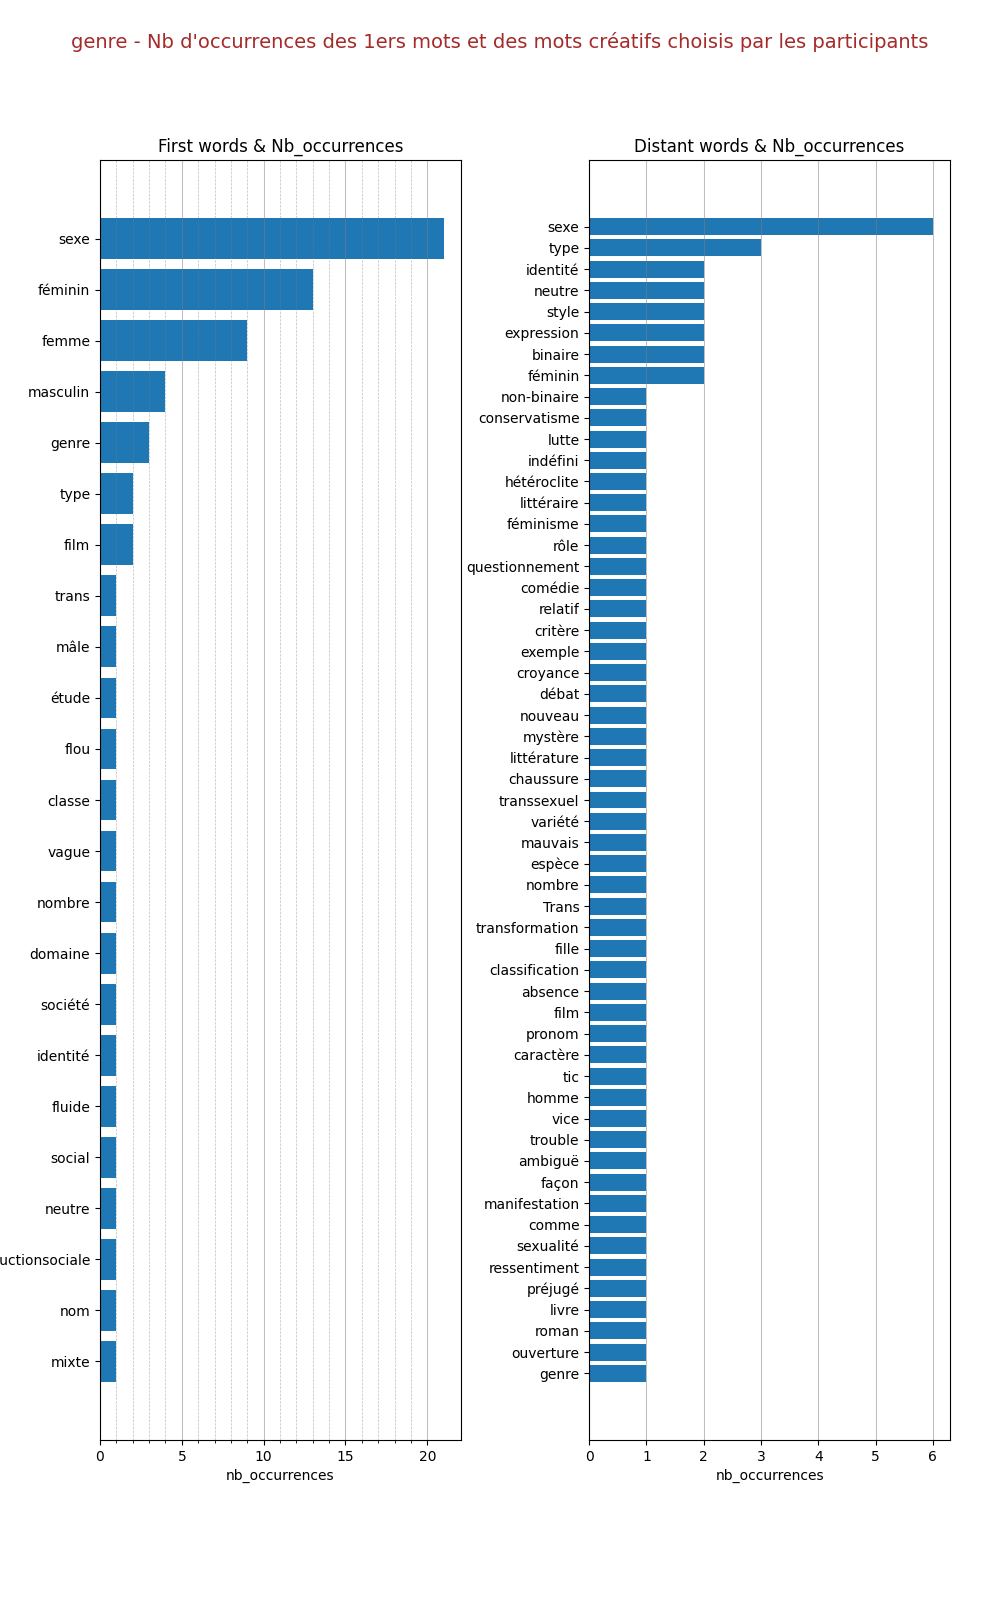 genre - Nb d'occurrences des 1ers mots et des mots créatifs choisis par les participants
First words & Nb_occurrences
sexe
féminin
femme
masculin
genre
type
film
trans
mâle
étude
flou
classe
vague
nombre
domaine
société
identité
fluide
social
neutre
uctionsociale
nom
mixte
0 5 10 15 20
nb_occurrences
Distant words & Nb_occurrences
sexe
type
identité
neutre
style
expression
binaire
féminin
non-binaire
conservatisme
lutte
indéfini
hétéroclite
littéraire
féminisme
rôle
questionnement
comédie
relatif
critère
exemple
croyance
débat
nouveau
mystère
littérature
chaussure
transsexuel
variété
mauvais
espèce
nombre
Trans
transformation
fille
classification
absence
film
pronom
caractère
tic
homme
vice
trouble
ambiguë
façon
manifestation
comme
sexualité
ressentiment
préjugé
livre
roman
ouverture
genre
0 1 2 3 4 5 6
nb_occurrences